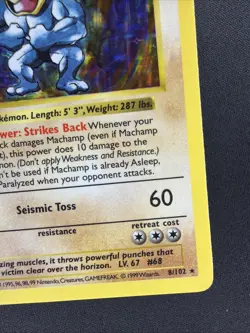 okémon. Length: 5' 3", Weight: 287 lbs.
wer: Strikes Back Whenever your
ck damages Machamp (even if Machamp
t), this power does 10 damage to the
mon. (Don't apply Weakness and Resistance.)
n't be used if Machamp is already Asleep,
Paralyzed when your opponent attacks.
Seismic Toss 60
resistance retreat cost
zing muscles, it throws powerful punches that
victim clear over the horizon. LV. 67 #68
1995, 96, 98, 99 Nintendo, Creatures, GAMEFREAK. © 1999 Wizards. 8/102 ★